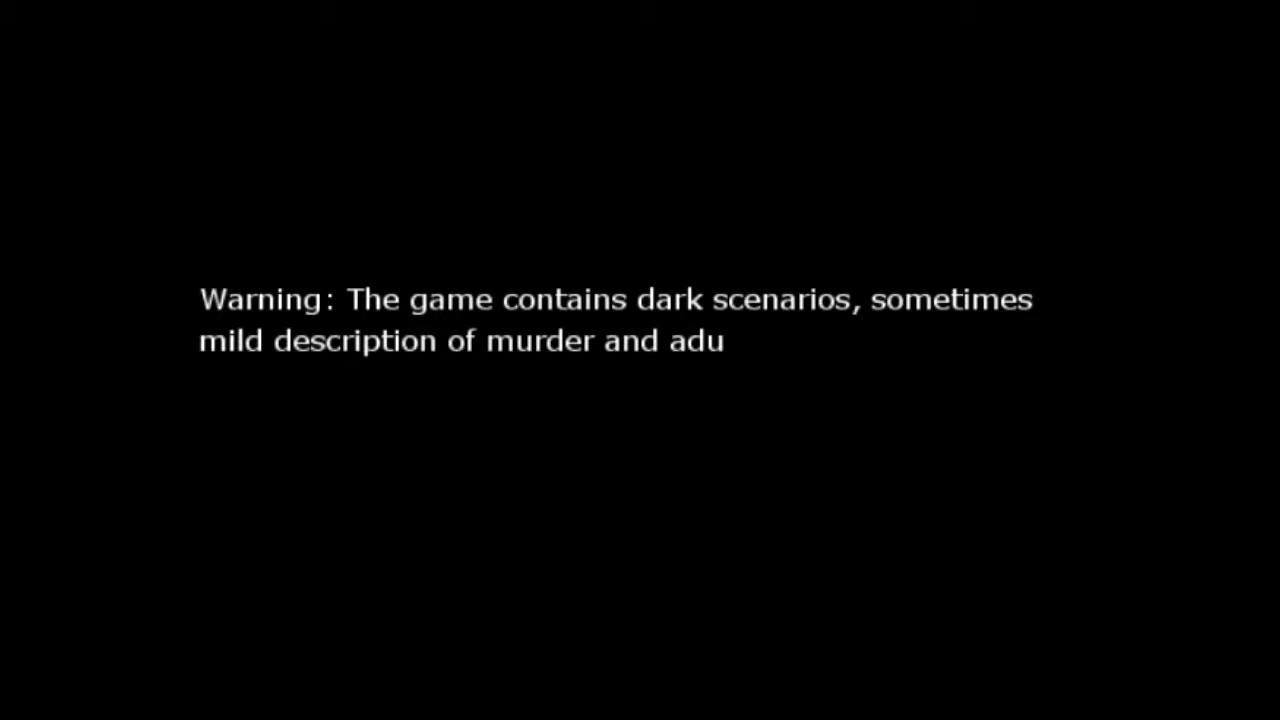 Warning: The game contains dark scenarios, sometimes
mild description of murder and adu